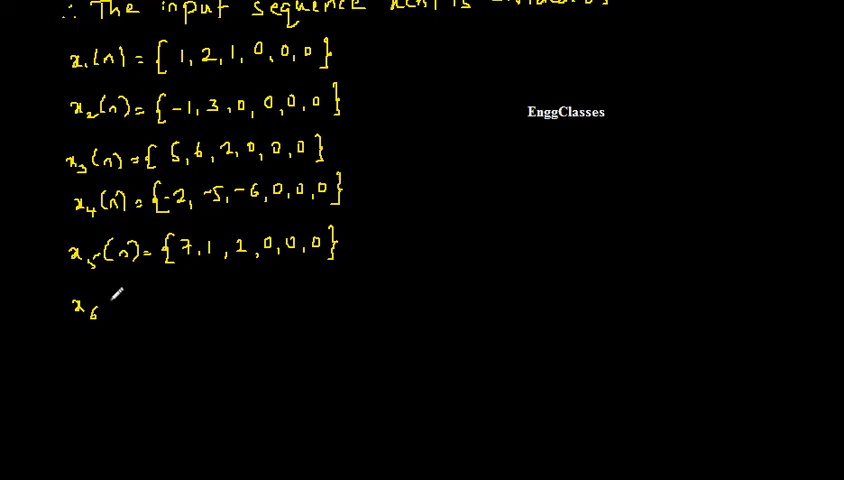 ∴ The input sequence x(n) is divided
x₁(n) = { 1, 2, 1, 0, 0, 0 }
x₂(n) = { -1, 3, 0, 0, 0, 0 }
EnggClasses
x₃(n) = { 5, 6, 2, 0, 0, 0 }
x₄(n) = { -2, -5, -6, 0, 0, 0 }
x₅(n) = { 7, 1, 2, 0, 0, 0 }
x₆